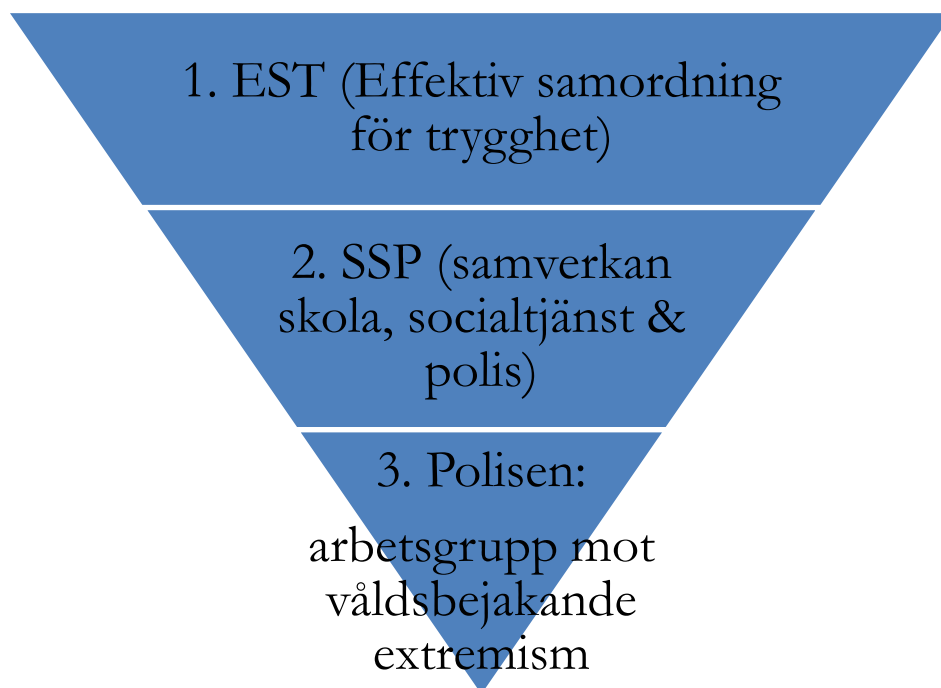 1. EST (Effektiv samordning
för trygghet)
2. SSP (samverkan
skola, socialtjänst &
polis)
3. Polisen:
arbetsgrupp mot
våldsbejakande
extremism